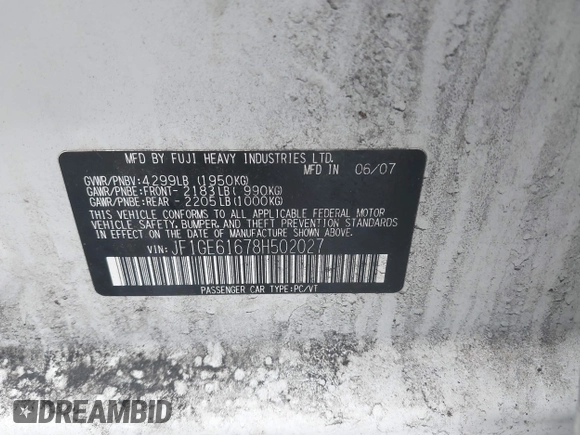 MFD BY FUJI HEAVY INDUSTRIES LTD.
MFD IN 06/07
GVWR/PNBV:4299LB (1950KG)
GAWR/PNBE:FRONT- 2183LB( 990KG)
GAWR/PNBE:REAR - 2205LB(1000KG)
THIS VEHICLE CONFORMS TO ALL APPLICABLE FEDERAL MOTOR
VEHICLE SAFETY, BUMPER, AND THEFT PREVENTION STANDARDS
IN EFFECT ON THE DATE OF MANUFACTURE SHOWN ABOVE.
VIN: JF1GE61678H502027
PASSENGER CAR TYPE:PC/VT
DREAMBID